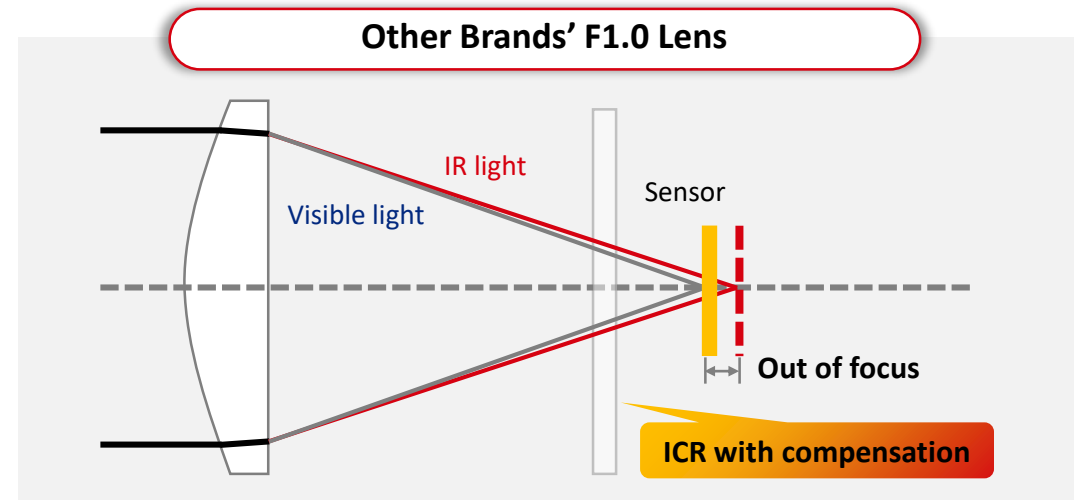 Other Brands’ F1.0 Lens
IR light
Sensor
Visible light
Out of focus
ICR with compensation